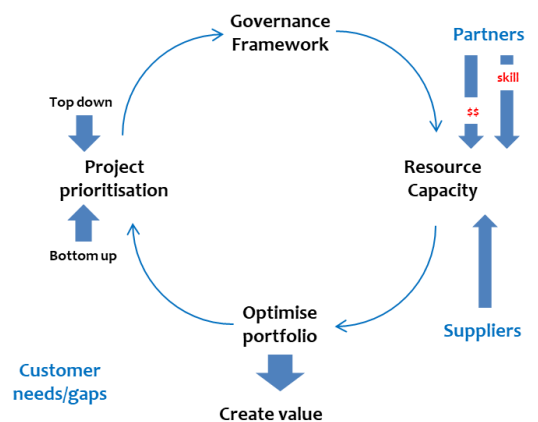 Governance
Framework
Partners
skill
$$
Top down
Project
prioritisation
Resource
Capacity
Bottom up
Optimise
portfolio
Suppliers
Customer
needs/gaps
Create value